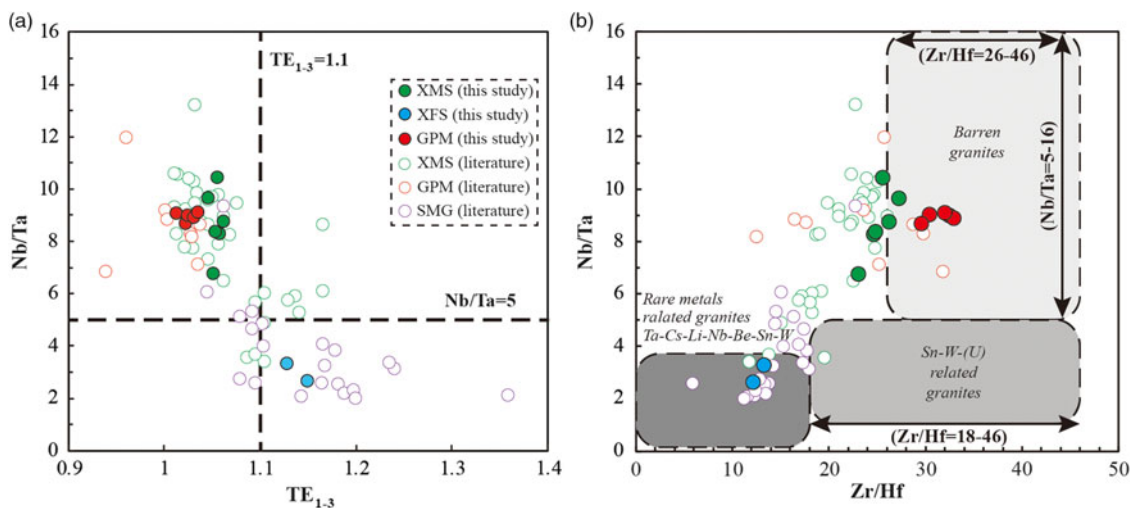 (a)
16
14
12
10
8
6
4
2
0
Nb/Ta
0.9
1
1.1
1.2
1.3
1.4
TE1-3
TE1-3=1.1
XMS (this study)
XFS (this study)
GPM (this study)
XMS (literature)
GPM (literature)
SMG (literature)
Nb/Ta=5
(b)
16
14
12
10
8
6
4
2
0
Nb/Ta
0
10
20
30
40
50
Zr/Hf
(Zr/Hf=26-46)
Barren
granites
(Nb/Ta=5-16)
Rare metals
ralated granites
Ta-Cs-Li-Nb-Be-Sn-W
Sn-W-(U)
related
granites
(Zr/Hf=18-46)